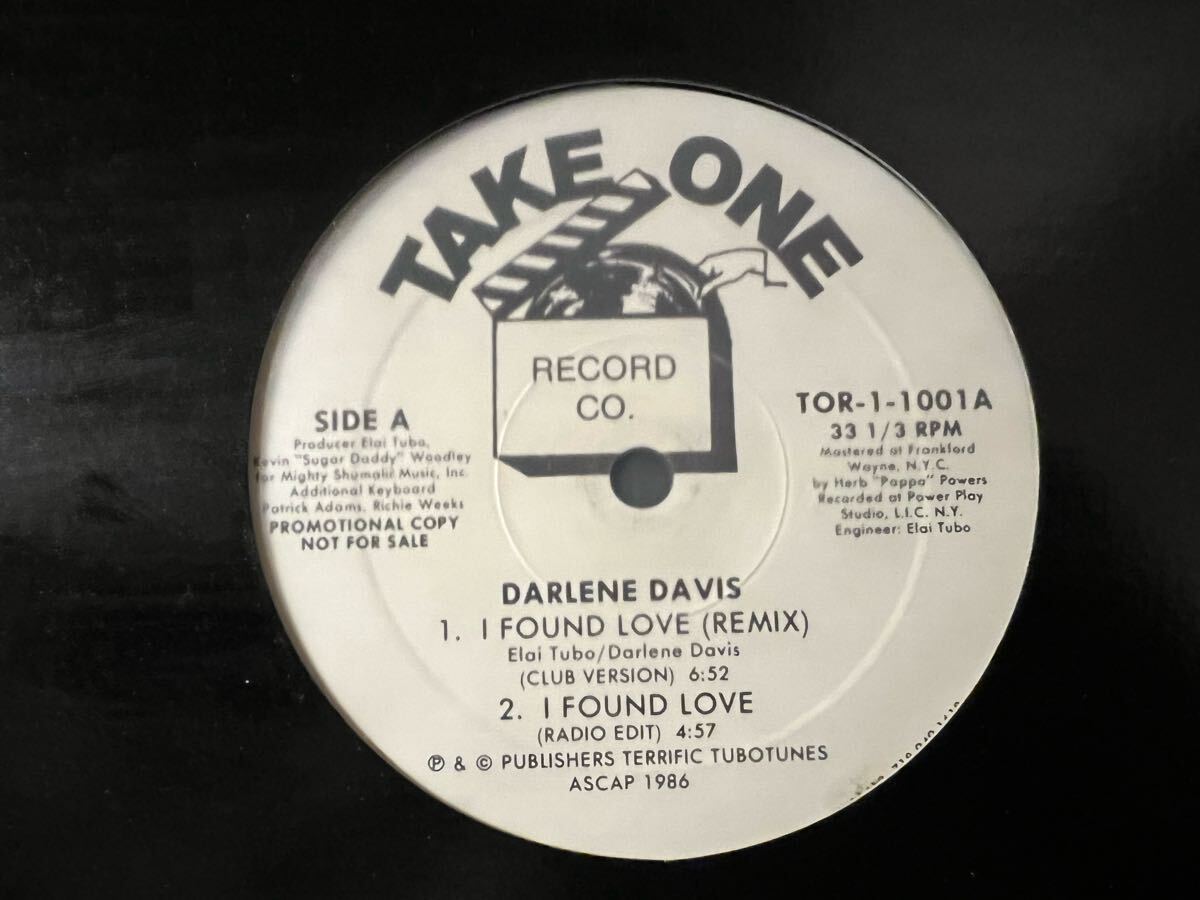 TAKE ONE
RECORD
CO.
SIDE A
Producer Elai Tubo,
Kevin "Sugar Daddy" Woodley
for Mighty Shumalii Music, Inc.
Additional Keyboard
Patrick Adams, Richie Weeks
PROMOTIONAL COPY
NOT FOR SALE
TOR-1-1001A
33 1/3 RPM
Mastered at Frankford
Wayne, N.Y.C.
by Herb "Pappa" Powers
Recorded at Power Play
Studio, L.I.C. N.Y.
Engineer: Elai Tubo
DARLENE DAVIS
1. I FOUND LOVE (REMIX)
Elai Tubo/Darlene Davis
(CLUB VERSION) 6:52
2. I FOUND LOVE
(RADIO EDIT) 4:57
℗ & © PUBLISHERS TERRIFIC TUBOTUNES
ASCAP 1986